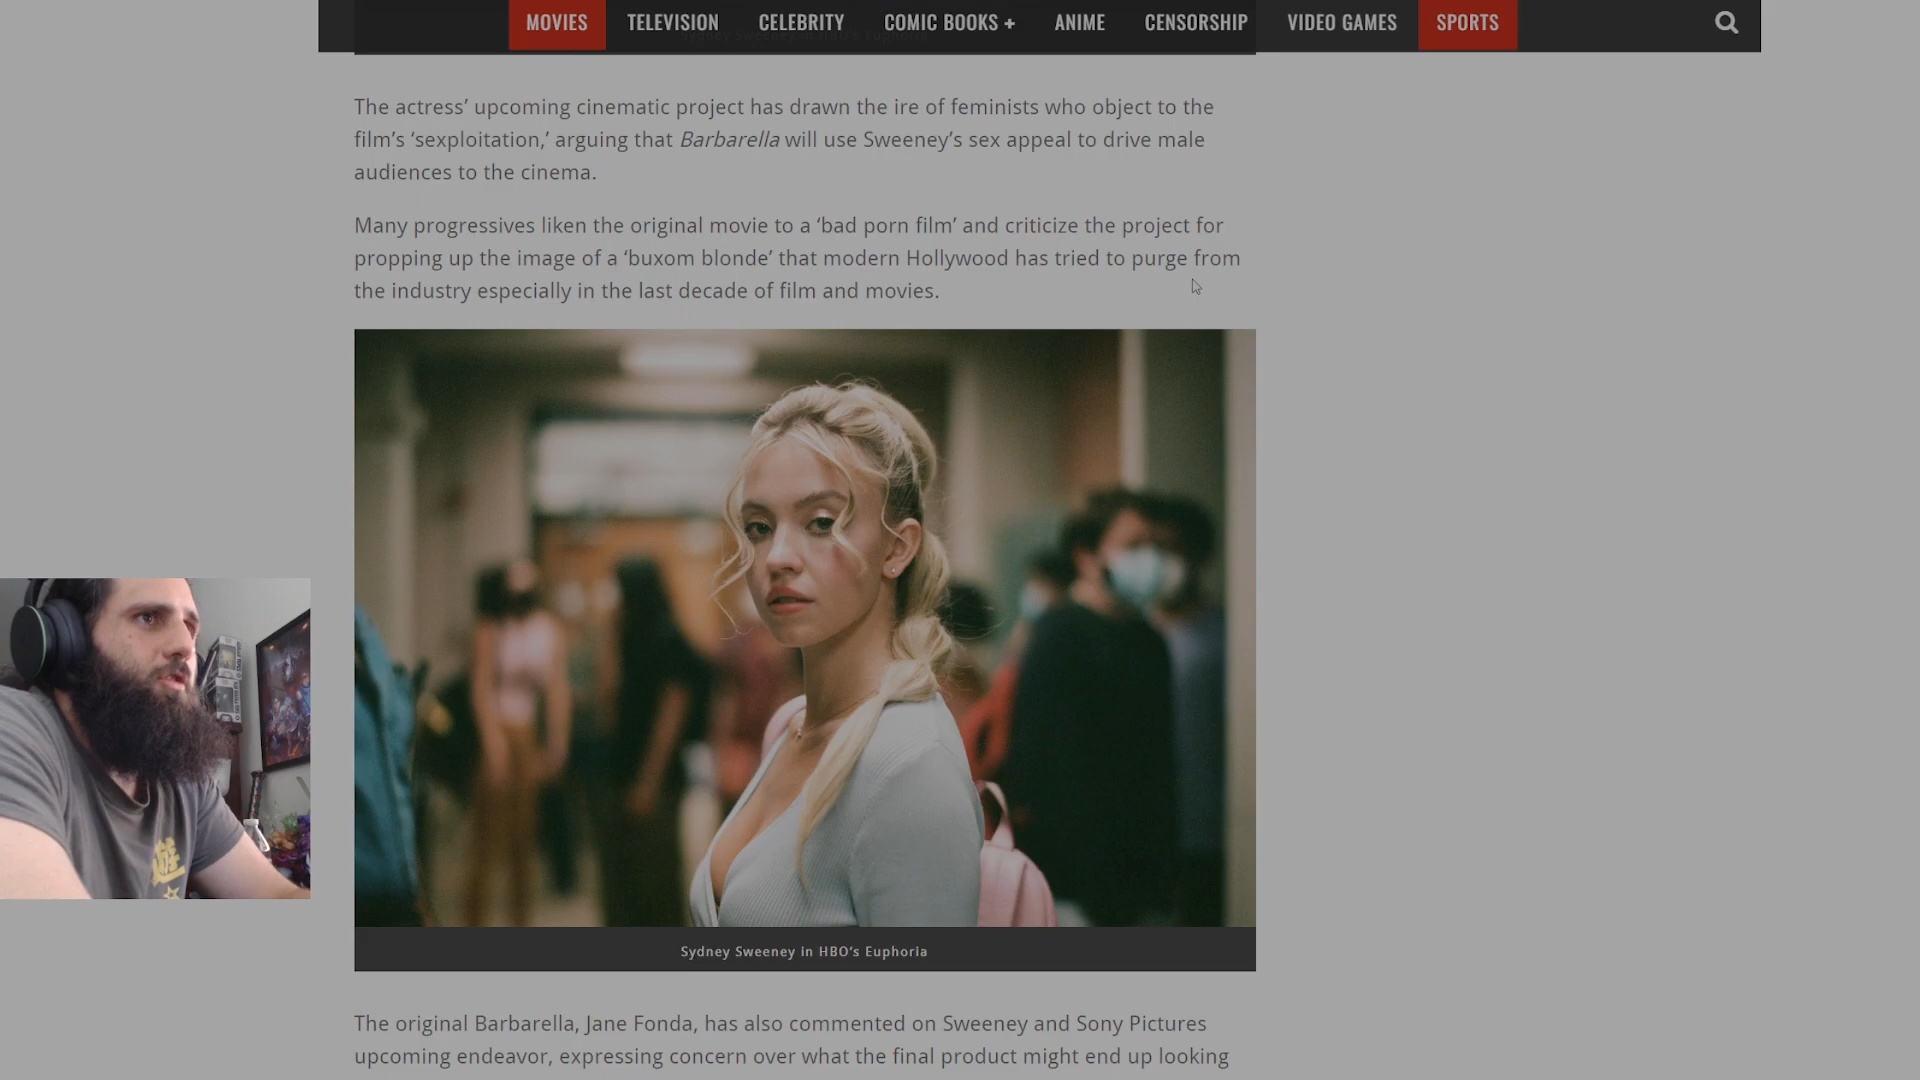 MOVIES TELEVISION CELEBRITY COMIC BOOKS + ANIME CENSORSHIP VIDEO GAMES SPORTS
The actress’ upcoming cinematic project has drawn the ire of feminists who object to the
film’s ‘sexploitation,’ arguing that Barbarella will use Sweeney’s sex appeal to drive male
audiences to the cinema.
Many progressives liken the original movie to a ‘bad porn film’ and criticize the project for
propping up the image of a ‘buxom blonde’ that modern Hollywood has tried to purge from
the industry especially in the last decade of film and movies.
遊
Sydney Sweeney in HBO’s Euphoria
The original Barbarella, Jane Fonda, has also commented on Sweeney and Sony Pictures
upcoming endeavor, expressing concern over what the final product might end up looking